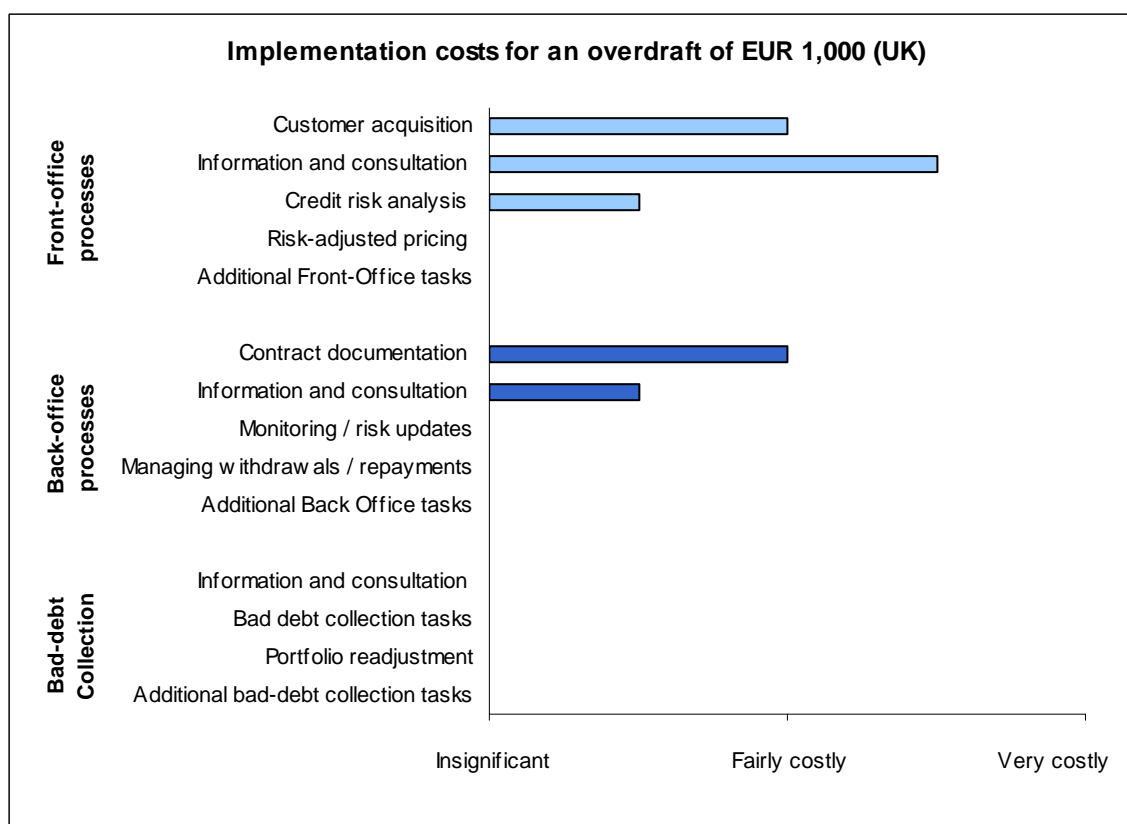 Implementation costs for an overdraft of EUR 1,000 (UK)
Front-office
processes
Customer acquisition
Information and consultation
Credit risk analysis
Risk-adjusted pricing
Additional Front-Office tasks
Back-office
processes
Contract documentation
Information and consultation
Monitoring / risk updates
Managing withdrawals / repayments
Additional Back Office tasks
Bad-debt
Collection
Information and consultation
Bad debt collection tasks
Portfolio readjustment
Additional bad-debt collection tasks
Insignificant Fairly costly Very costly